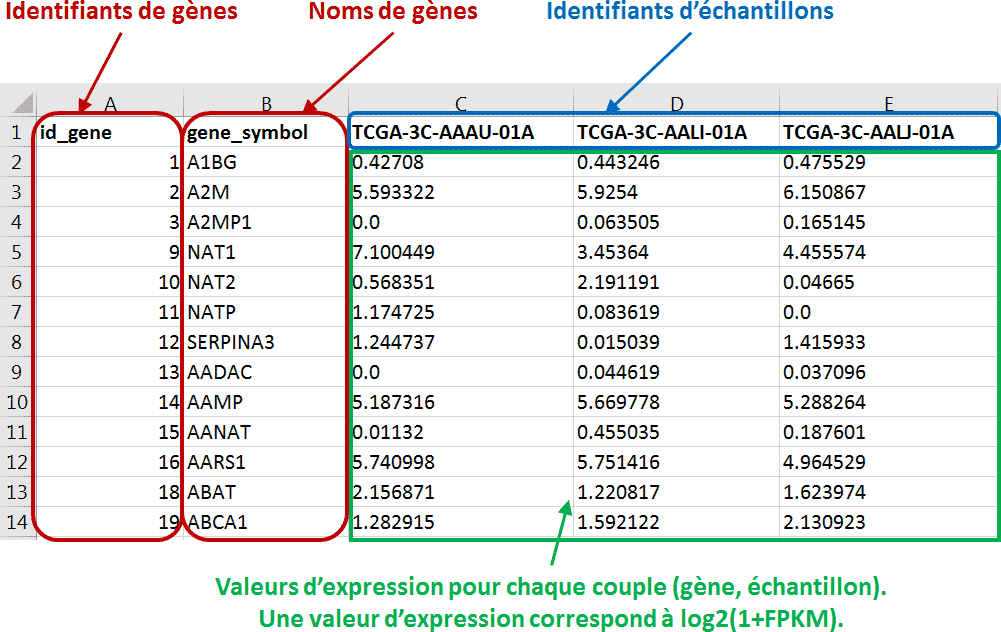 Identifiants de gènes Noms de gènes Identifiants d’échantillons
A B C D E
1 id_gene gene_symbol TCGA-3C-AAAU-01A TCGA-3C-AALI-01A TCGA-3C-AALJ-01A
2 1 A1BG 0.42708 0.443246 0.475529
3 2 A2M 5.593322 5.9254 6.150867
4 3 A2MP1 0.0 0.063505 0.165145
5 9 NAT1 7.100449 3.45364 4.455574
6 10 NAT2 0.568351 2.191191 0.04665
7 11 NATP 1.174725 0.083619 0.0
8 12 SERPINA3 1.244737 0.015039 1.415933
9 13 AADAC 0.0 0.044619 0.037096
10 14 AAMP 5.187316 5.669778 5.288264
11 15 AANAT 0.01132 0.455035 0.187601
12 16 AARS1 5.740998 5.751416 4.964529
13 18 ABAT 2.156871 1.220817 1.623974
14 19 ABCA1 1.282915 1.592122 2.130923
Valeurs d’expression pour chaque couple (gène, échantillon).
Une valeur d’expression correspond à log2(1+FPKM).